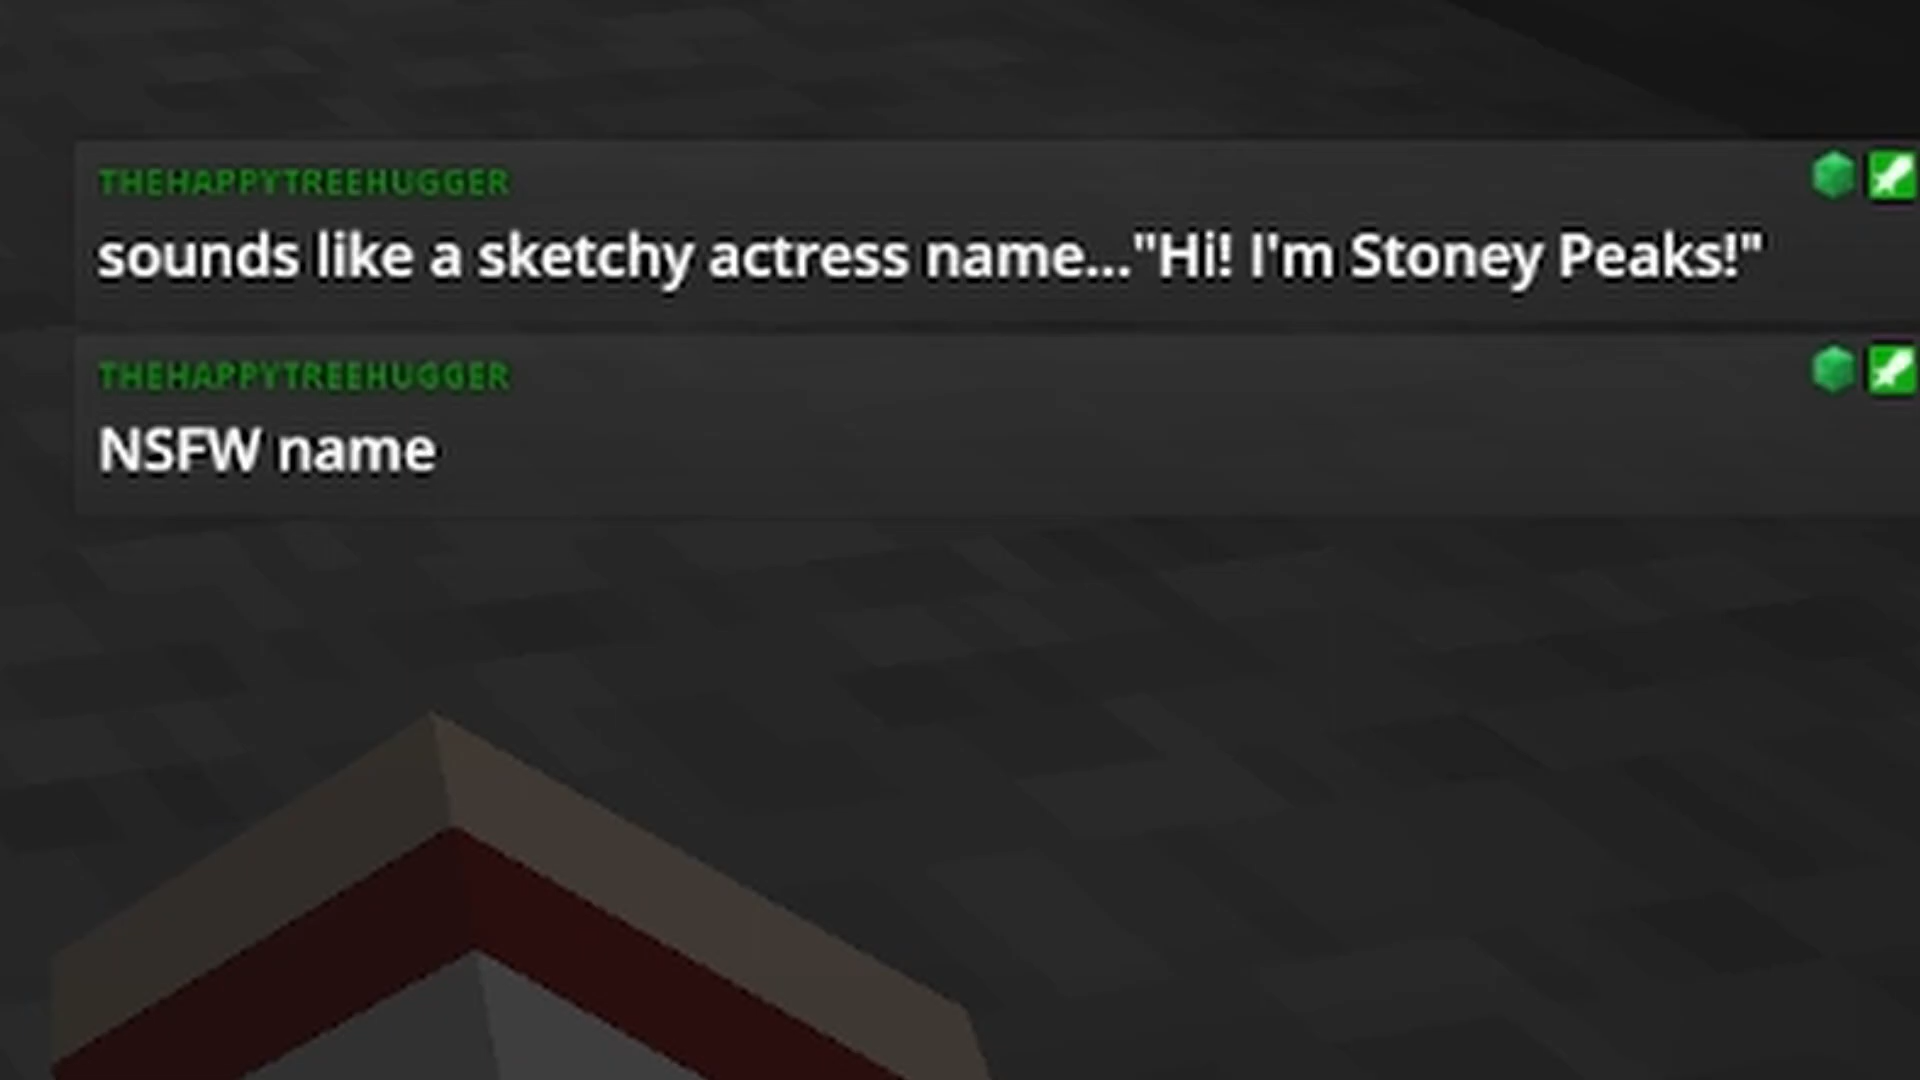 THEHAPPYTREEHUGGER
sounds like a sketchy actress name..."Hi! I'm Stoney Peaks!"
THEHAPPYTREEHUGGER
NSFW name